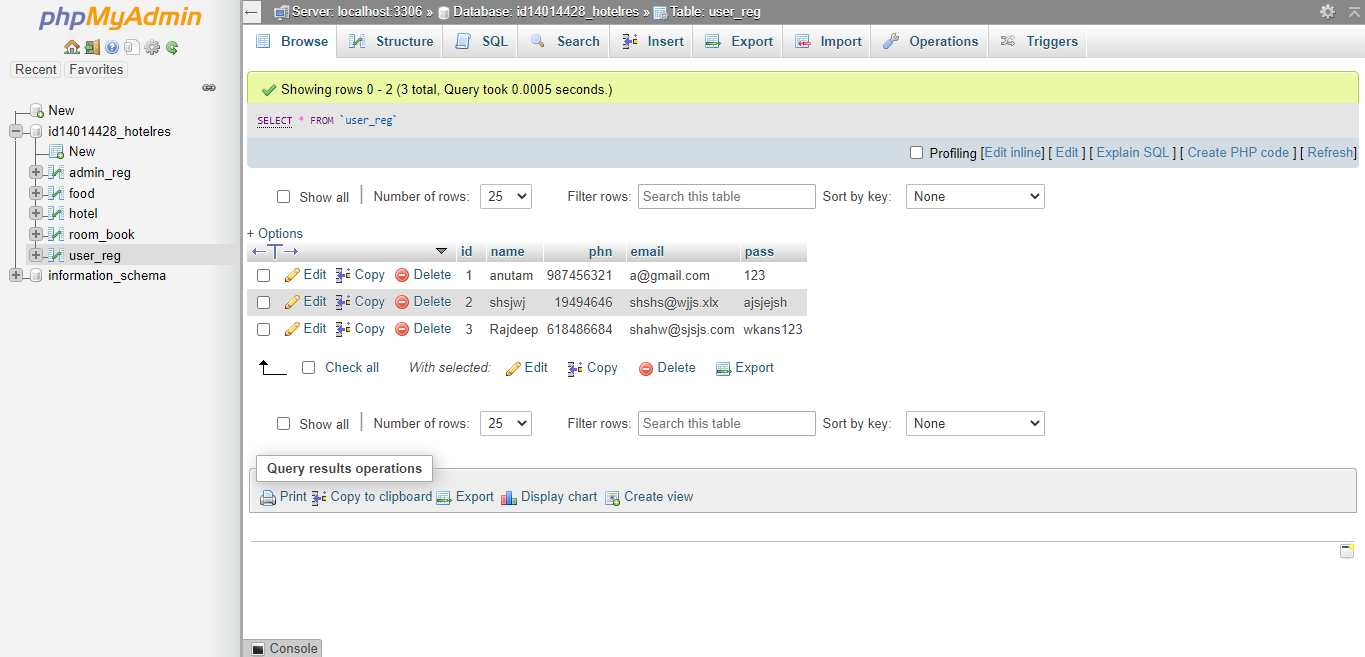 phpMyAdmin
Recent Favorites
New
id14014428_hotelres
New
admin_reg
food
hotel
room_book
user_reg
information_schema
Server: localhost:3306 » Database: id14014428_hotelres » Table: user_reg
Browse Structure SQL Search Insert Export Import Operations Triggers
Showing rows 0 - 2 (3 total, Query took 0.0005 seconds.)
SELECT * FROM `user_reg`
Profiling [Edit inline] [ Edit ] [ Explain SQL ] [ Create PHP code ] [ Refresh]
Show all Number of rows: 25 Filter rows: Search this table Sort by key: None
+ Options
←T→ id name phn email pass
Edit Copy Delete 1 anutam 987456321 a@gmail.com 123
Edit Copy Delete 2 shsjwj 19494646 shshs@wjjs.xlx ajsjejsh
Edit Copy Delete 3 Rajdeep 618486684 shahw@sjsjs.com wkans123
Check all With selected: Edit Copy Delete Export
Show all Number of rows: 25 Filter rows: Search this table Sort by key: None
Query results operations
Print Copy to clipboard Export Display chart Create view
Console